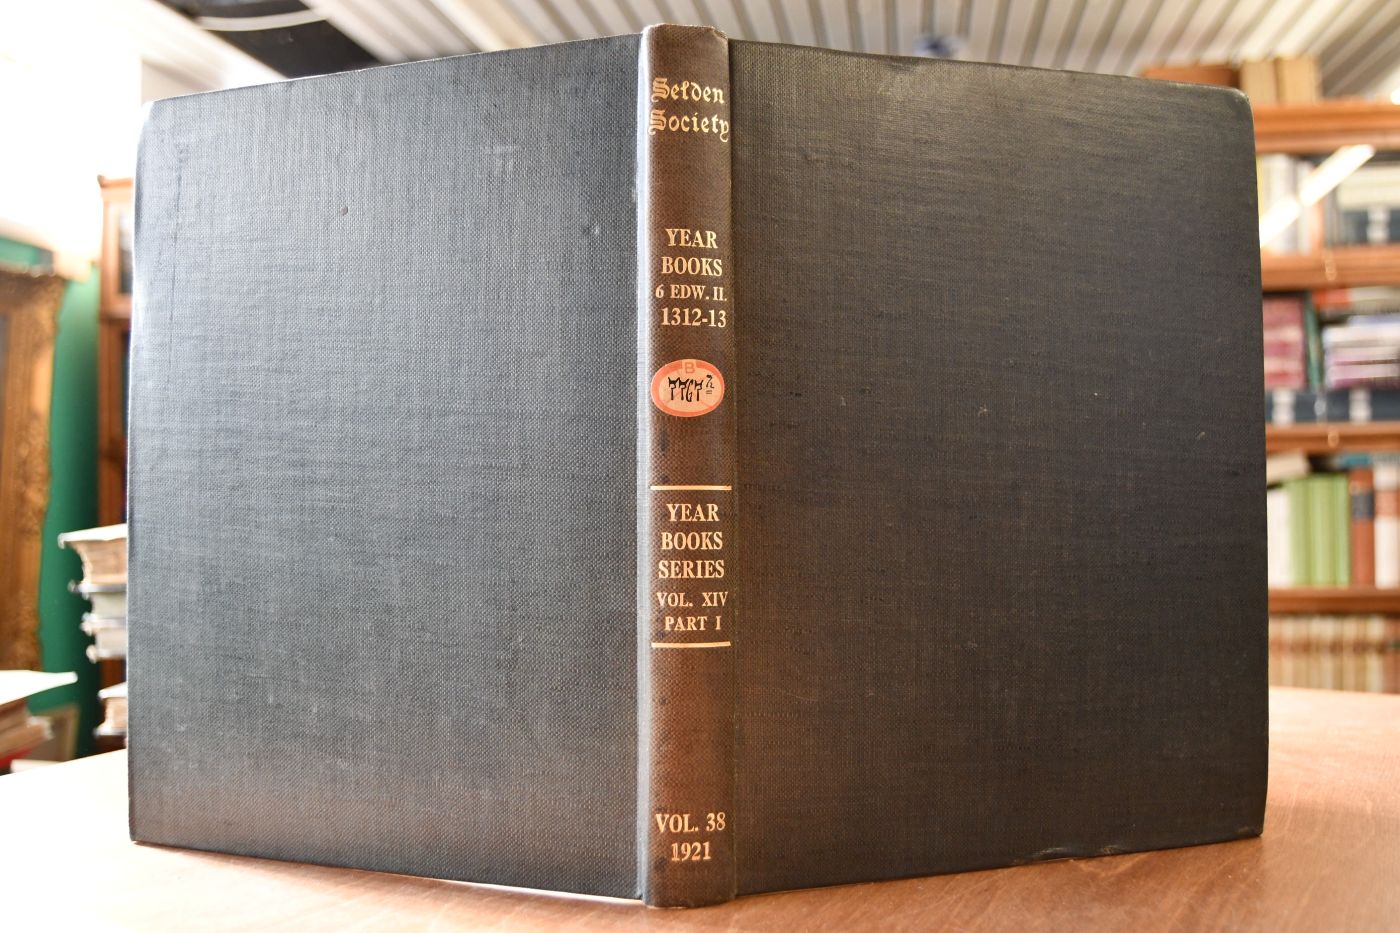 Selden
Society
YEAR
BOOKS
6 EDW. II.
1312-13
B
YEAR
BOOKS
SERIES
VOL. XIV
PART I
VOL. 38
1921